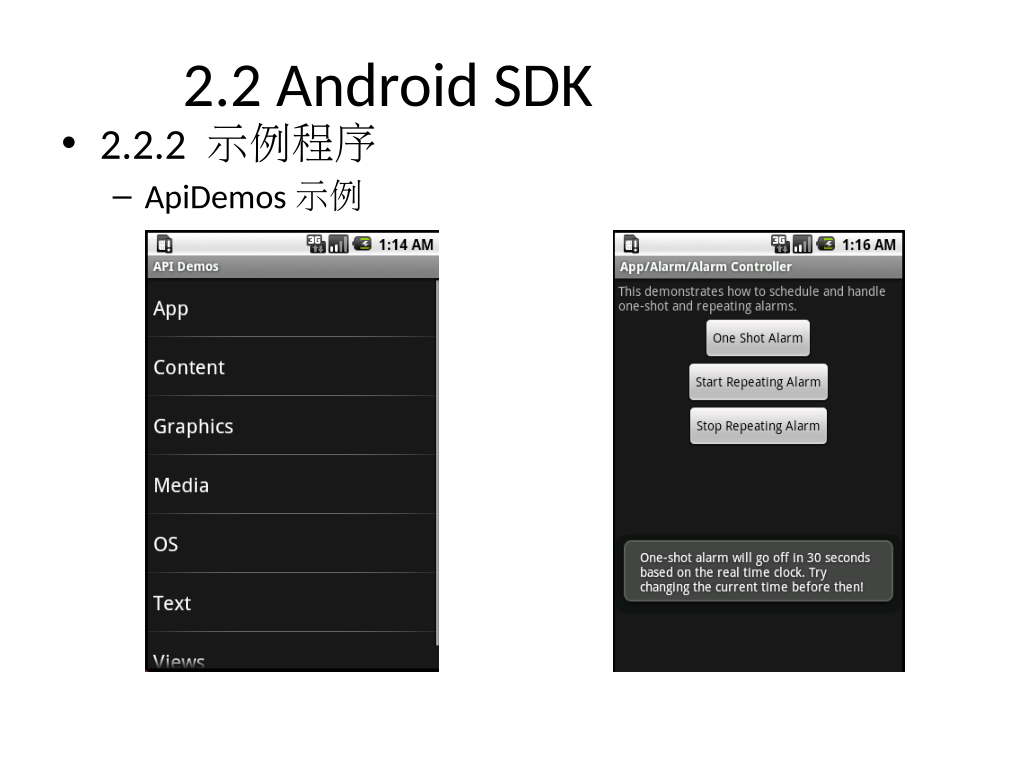 2.2 Android SDK
• 2.2.2 示例程序
– ApiDemos 示例
3G 1:14 AM
API Demos
App
Content
Graphics
Media
OS
Text
Views
3G 1:16 AM
App/Alarm/Alarm Controller
This demonstrates how to schedule and handle
one-shot and repeating alarms.
One Shot Alarm
Start Repeating Alarm
Stop Repeating Alarm
One-shot alarm will go off in 30 seconds
based on the real time clock. Try
changing the current time before then!